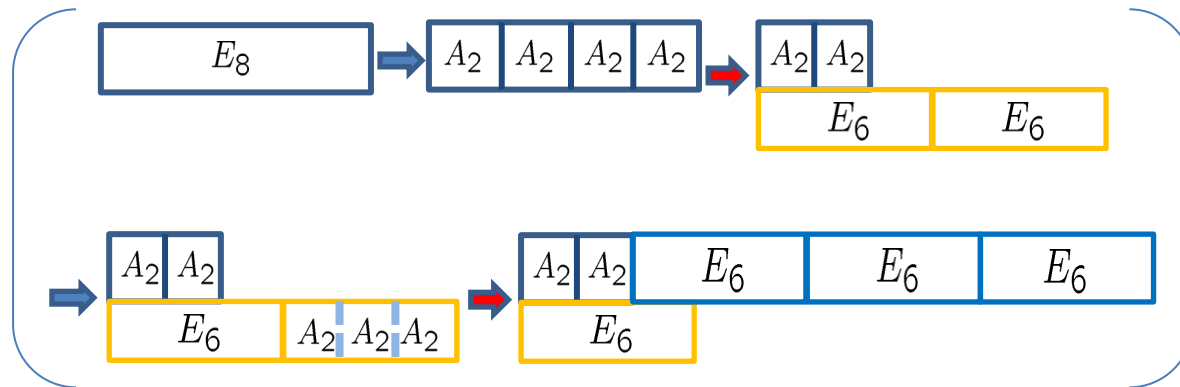 E₈ A₂ A₂ A₂ A₂ A₂ A₂
E₆ E₆
A₂ A₂ A₂ A₂ E₆ E₆ E₆
E₆ A₂ A₂ A₂ E₆